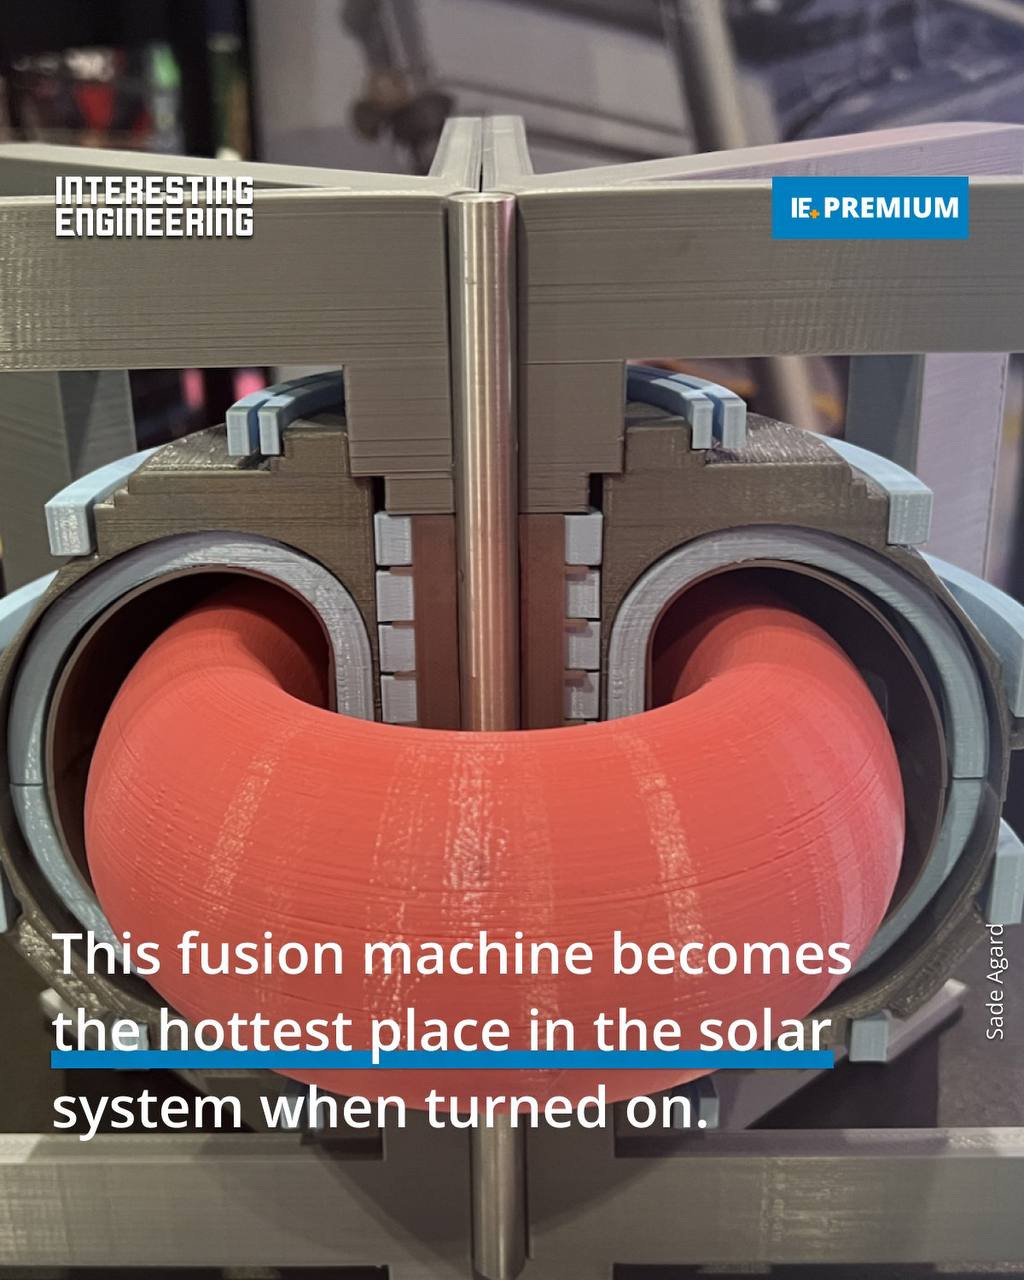 INTERESTING
ENGINEERING
IE+ PREMIUM
This fusion machine becomes
the hottest place in the solar
system when turned on.
Sade Agard